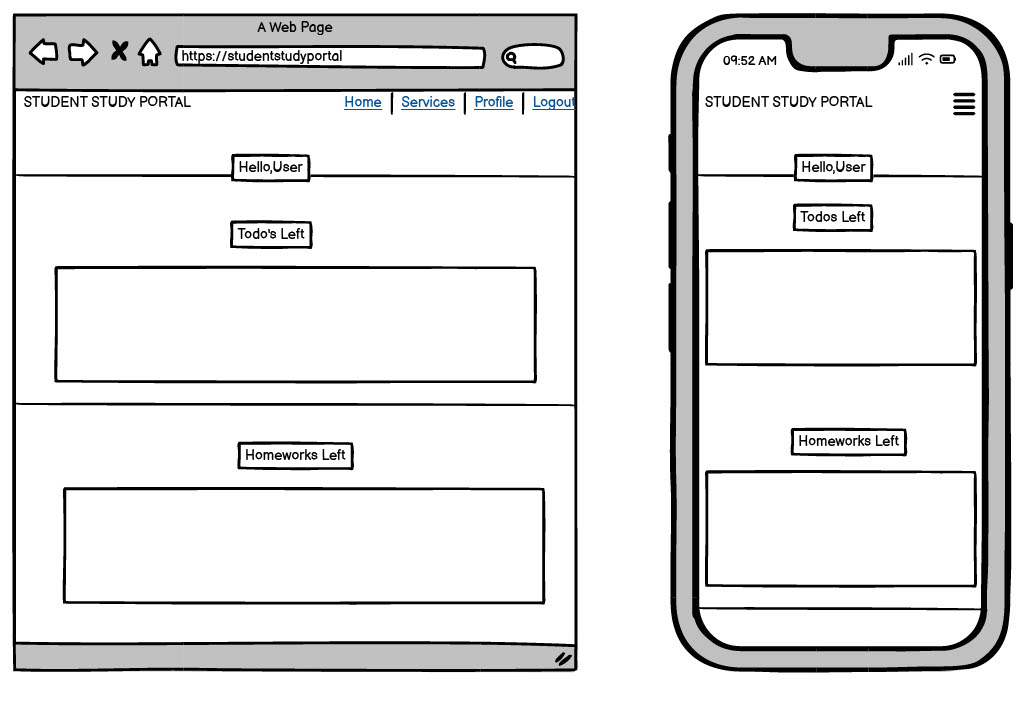 A Web Page
https://studentstudyportal
STUDENT STUDY PORTAL
Home
Services
Profile
Logout
Hello,User
Todo's Left
Homeworks Left
09:52 AM
STUDENT STUDY PORTAL
Hello,User
Todos Left
Homeworks Left